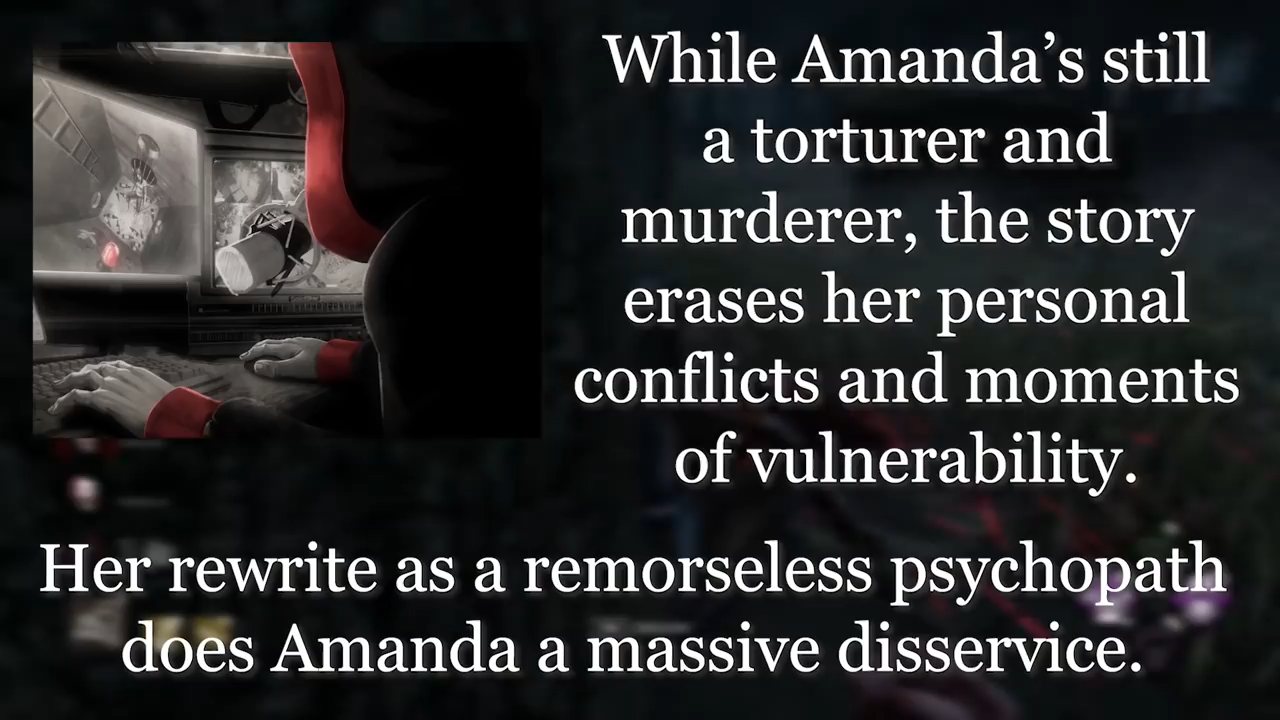 While Amanda’s still
a torturer and
murderer, the story
erases her personal
conflicts and moments
of vulnerability.
Her rewrite as a remorseless psychopath
does Amanda a massive disservice.